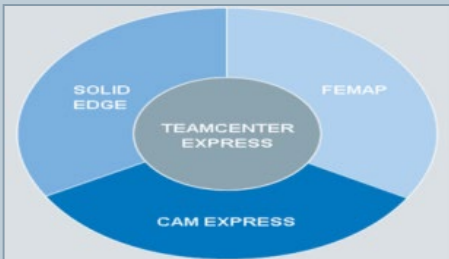 SOLID
EDGE
FEMAP
TEAMCENTER
EXPRESS
CAM EXPRESS